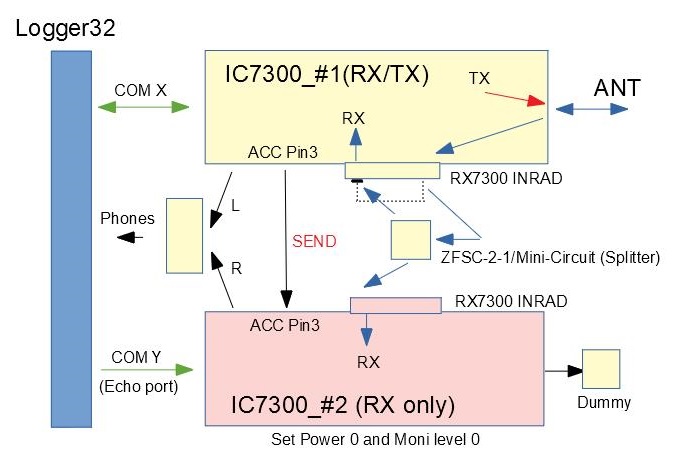 Logger32
COM X
IC7300_#1(RX/TX)
TX
ANT
RX
ACC Pin3
RX7300 INRAD
Phones
L
SEND
R
ZFSC-2-1/Mini-Circuit (Splitter)
RX7300 INRAD
ACC Pin3
COM Y
(Echo port)
RX
IC7300_#2 (RX only)
Dummy
Set Power 0 and Moni level 0